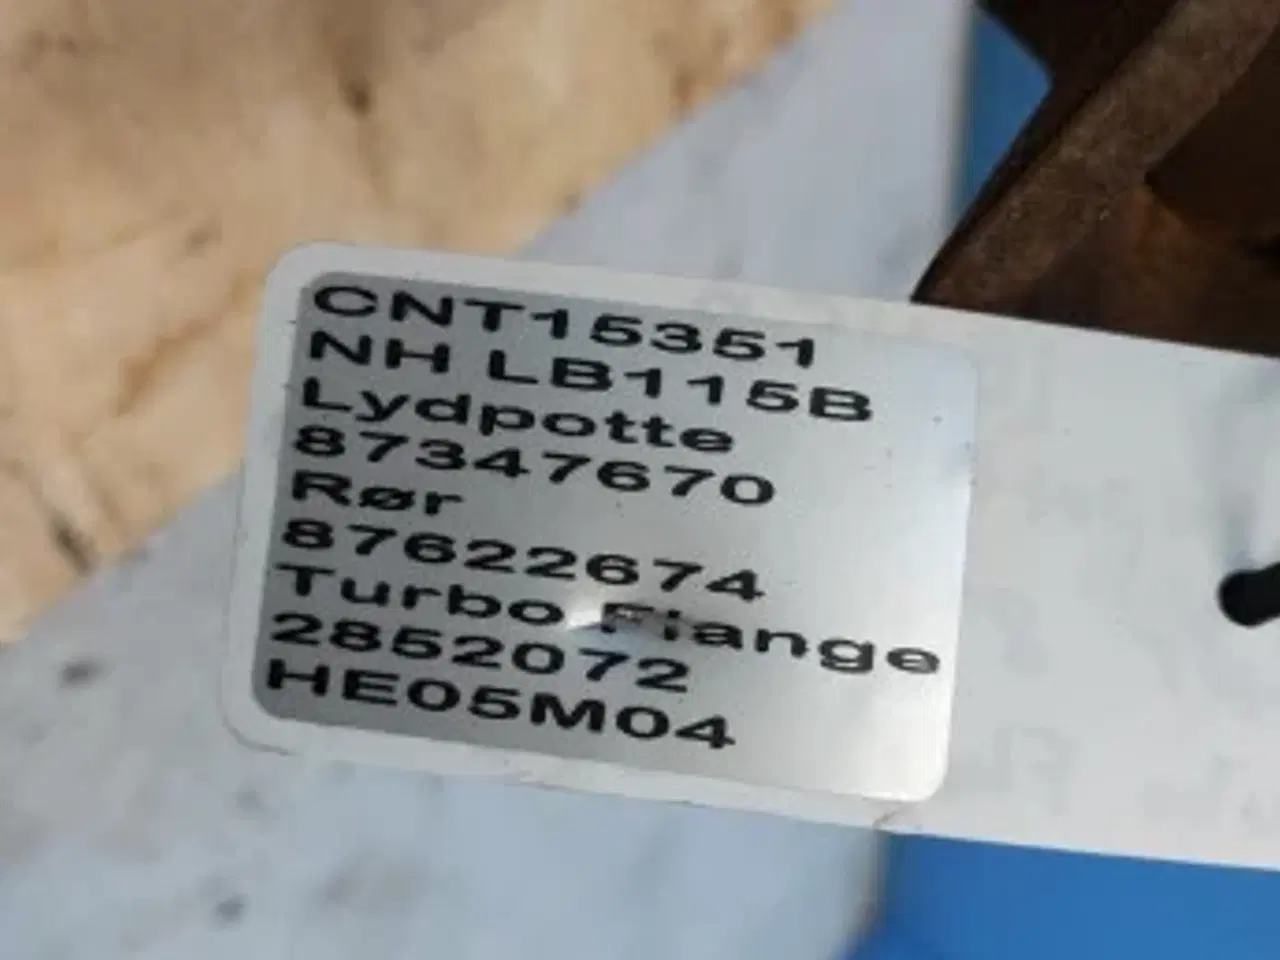 CNT15351
NH LB115B
Lydpotte
87347670
Rør
87622674
Turbo Flange
2852072
HE05M04